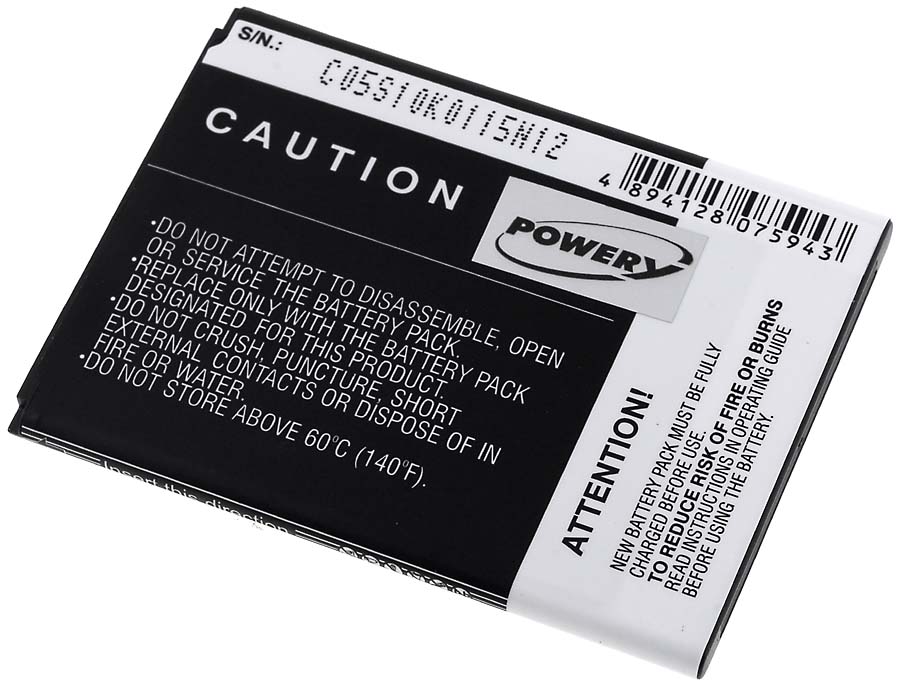 S/N.:
C05S10K0115N12
CAUTION
4 894128 075943
POWERY
•DO NOT ATTEMPT TO DISASSEMBLE, OPEN
OR SERVICE THE BATTERY PACK.
•REPLACE ONLY WITH THE BATTERY PACK
DESIGNATED FOR THIS PRODUCT.
•DO NOT CRUSH, PUNCTURE, SHORT
EXTERNAL CONTACTS OR DISPOSE OF IN
FIRE OR WATER.
•DO NOT STORE ABOVE 60°C (140°F).
ATTENTION!
NEW BATTERY PACK MUST BE FULLY
CHARGED BEFORE USE.
TO REDUCE RISK OF FIRE OR BURNS
READ INSTRUCTIONS IN OPERATING GUIDE
BEFORE USING THE BATTERY.
Insert this direction